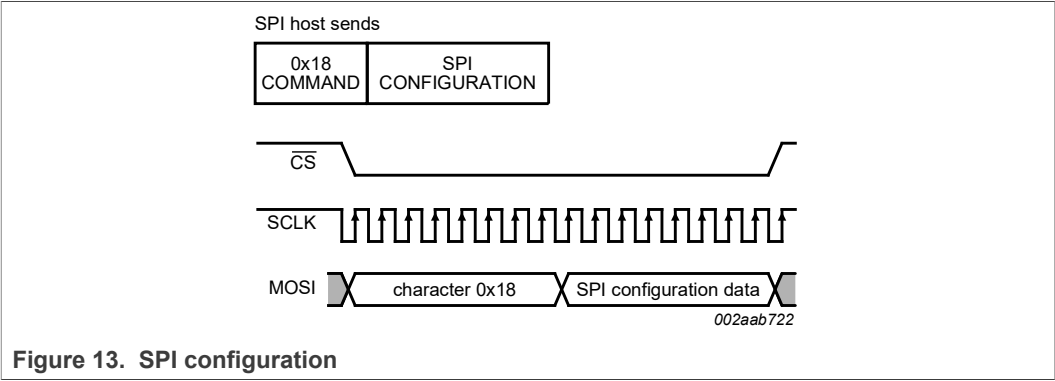 SPI host sends
0x18 COMMAND
SPI CONFIGURATION
CS
SCLK
MOSI
character 0x18
SPI configuration data
002aab722
Figure 13. SPI configuration